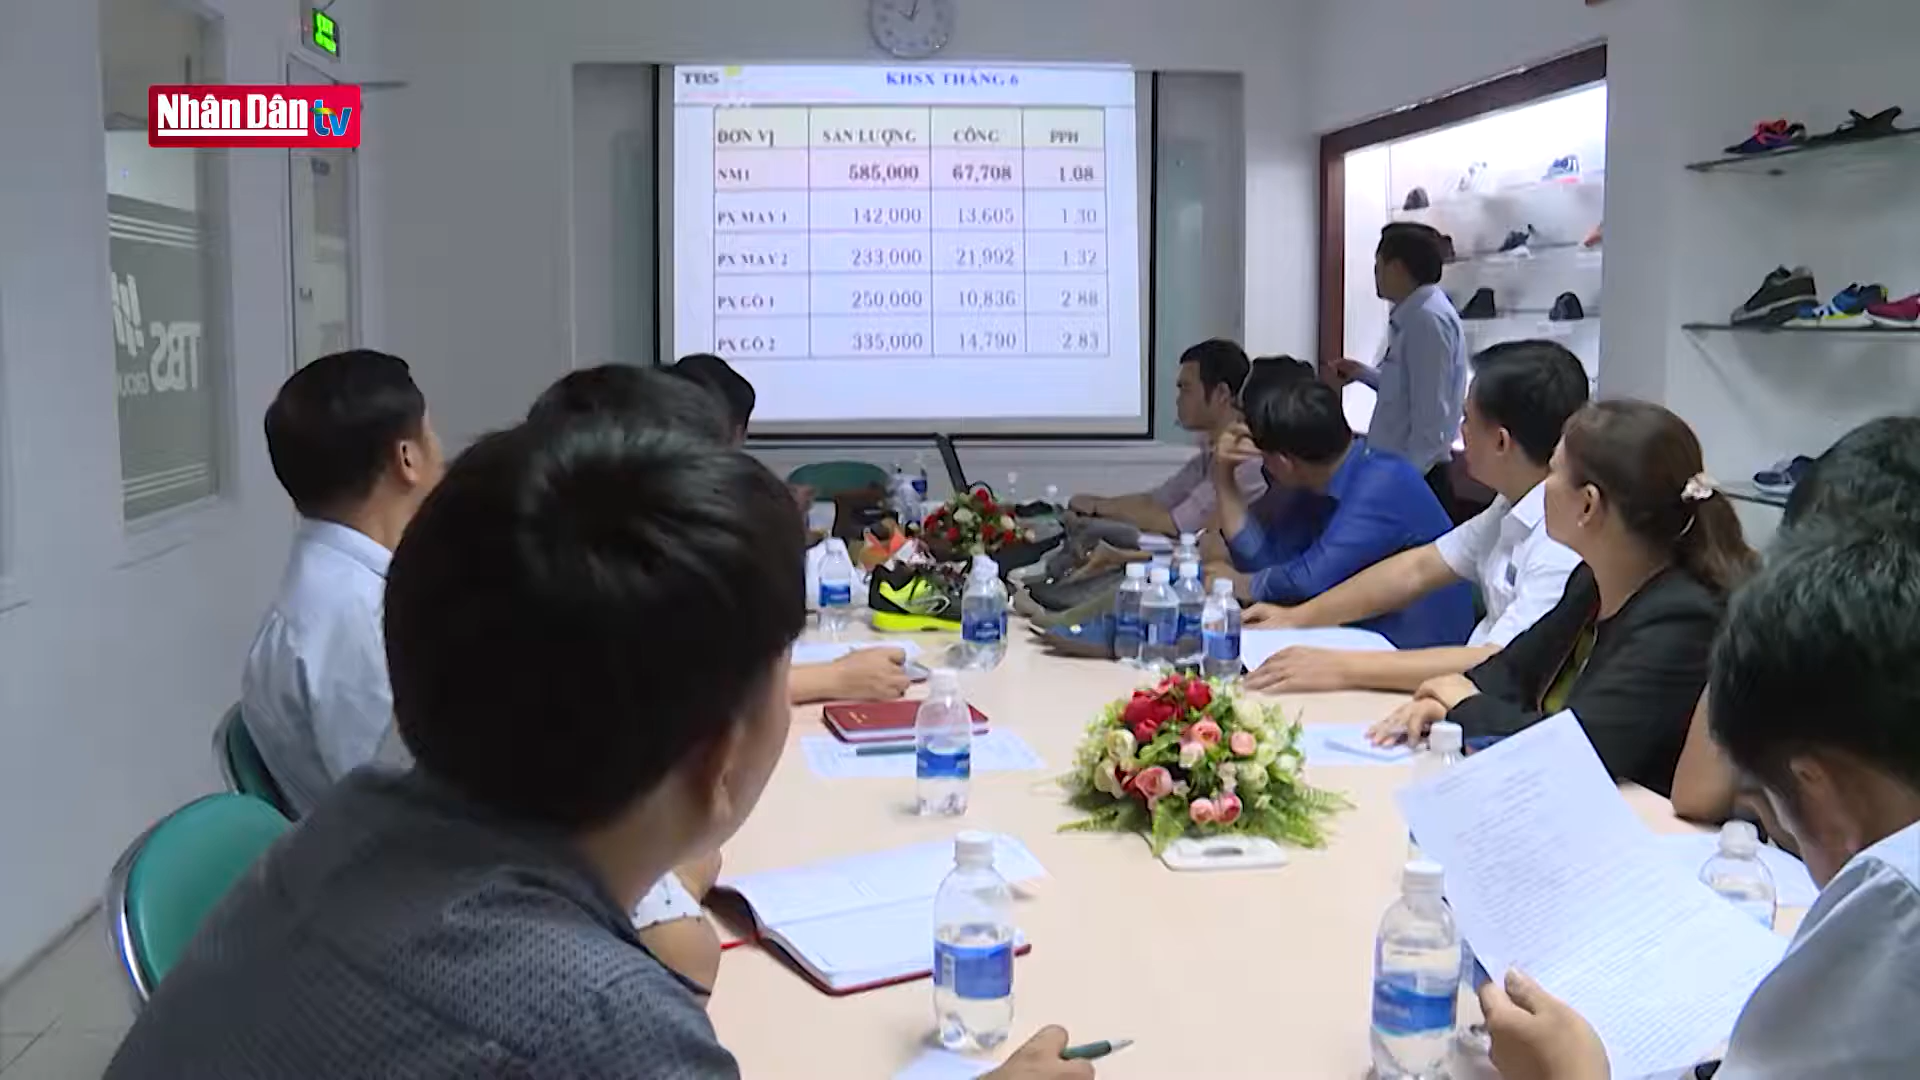 Nhân Dân tv
TBS
KHSX THÁNG 6
ĐƠN VỊ SẢN LƯỢNG CÔNG PPH
NM1 585,000 67,708 1.08
PX MAY 1 142,000 13,605 1.30
PX MAY 2 233,000 21,992 1.32
PX GÒ 1 250,000 10,836 2.88
PX GÒ 2 335,000 14,790 2.83
TBS
GROUP